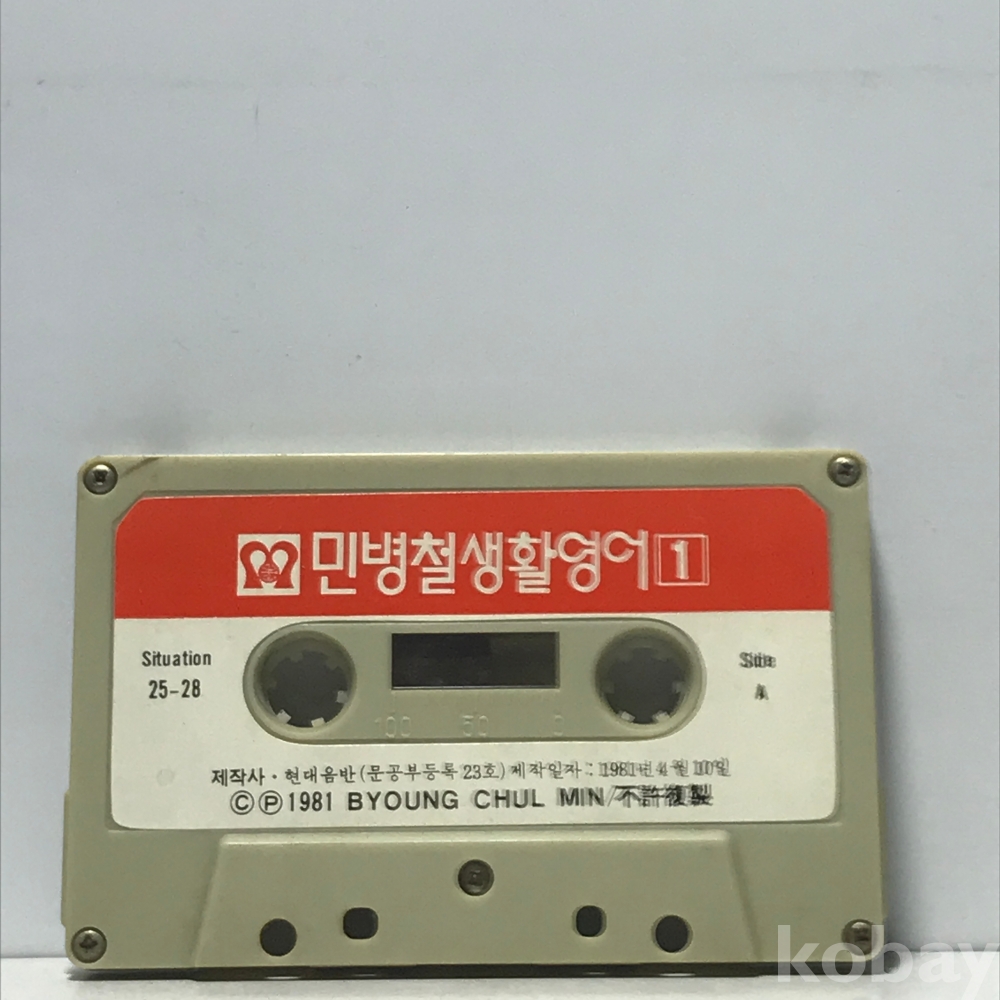 민병철생활영어 1
Situation
25-28
Side
A
100 50 0
제작사·현대음반(문공부등록 23호) 제작일자 : 1981년 4월 10일
©Ⓟ1981 BYOUNG CHUL MIN/不許複製
kobay